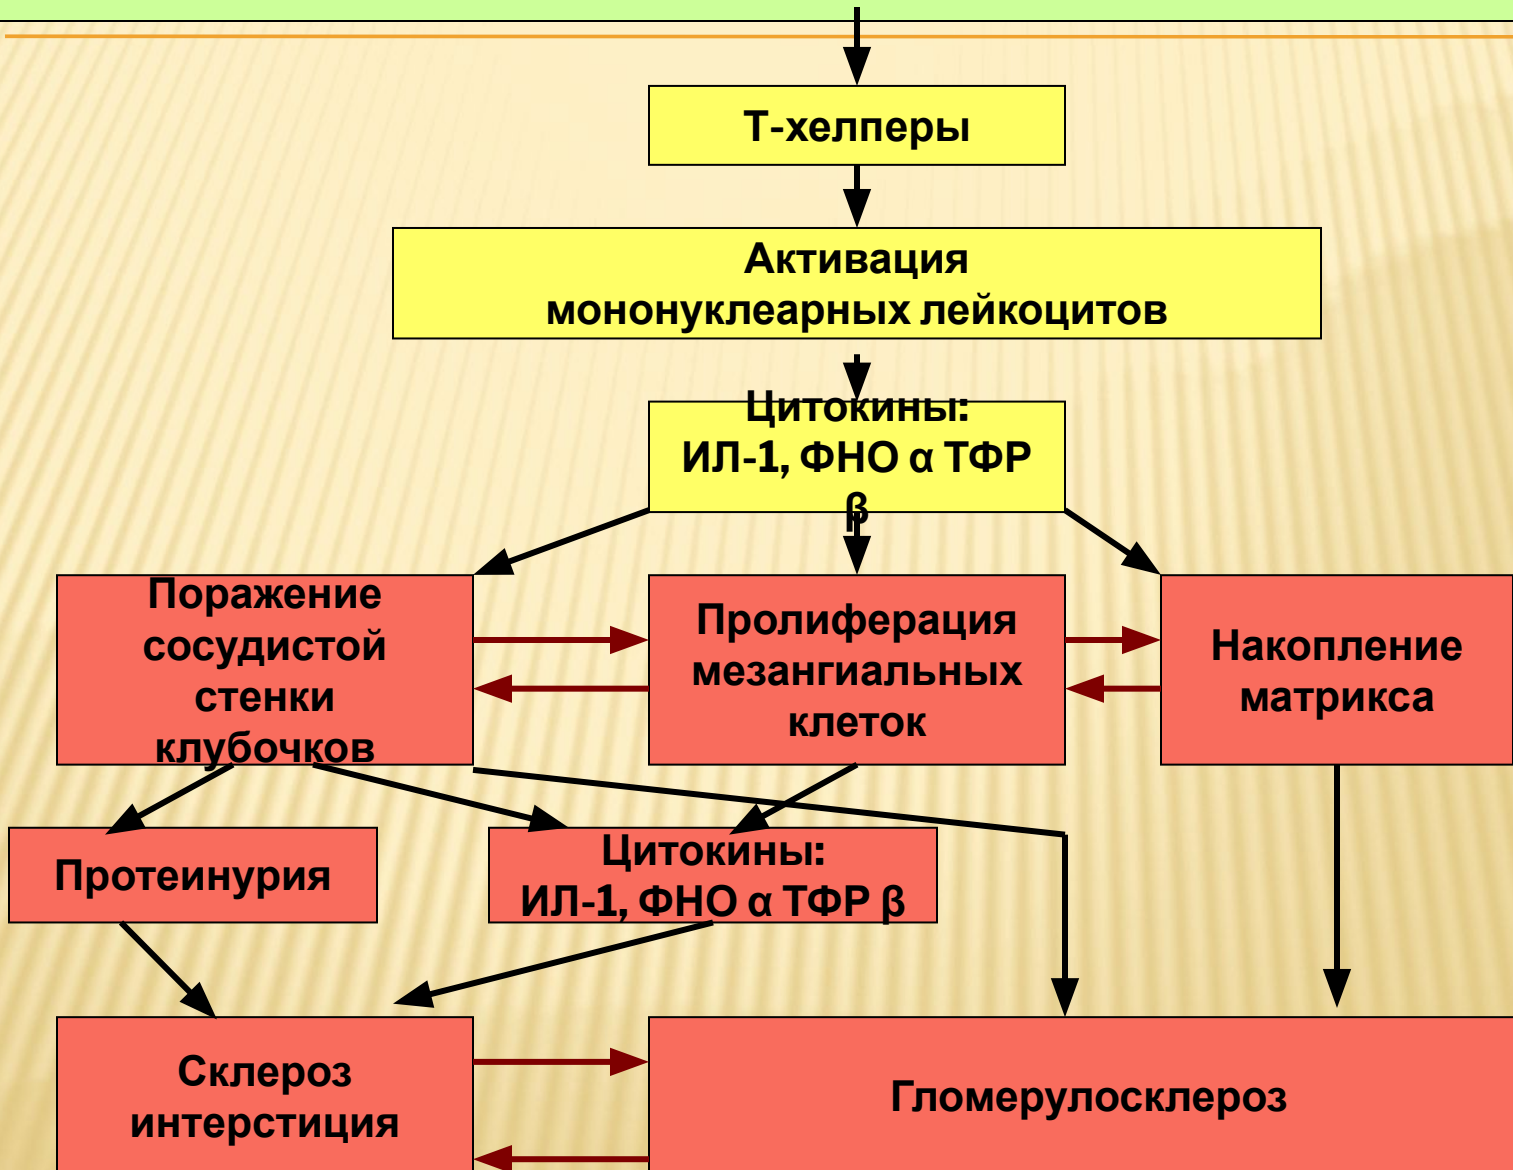 Т-хелперы
Активация
мононуклеарных лейкоцитов
Цитокины:
ИЛ-1, ФНО α ТФР
β
Поражение
сосудистой
стенки
клубочков
Пролиферация
мезангиальных
клеток
Накопление
матрикса
Протеинурия
Цитокины:
ИЛ-1, ФНО α ТФР β
Склероз
интерстиция
Гломерулосклероз